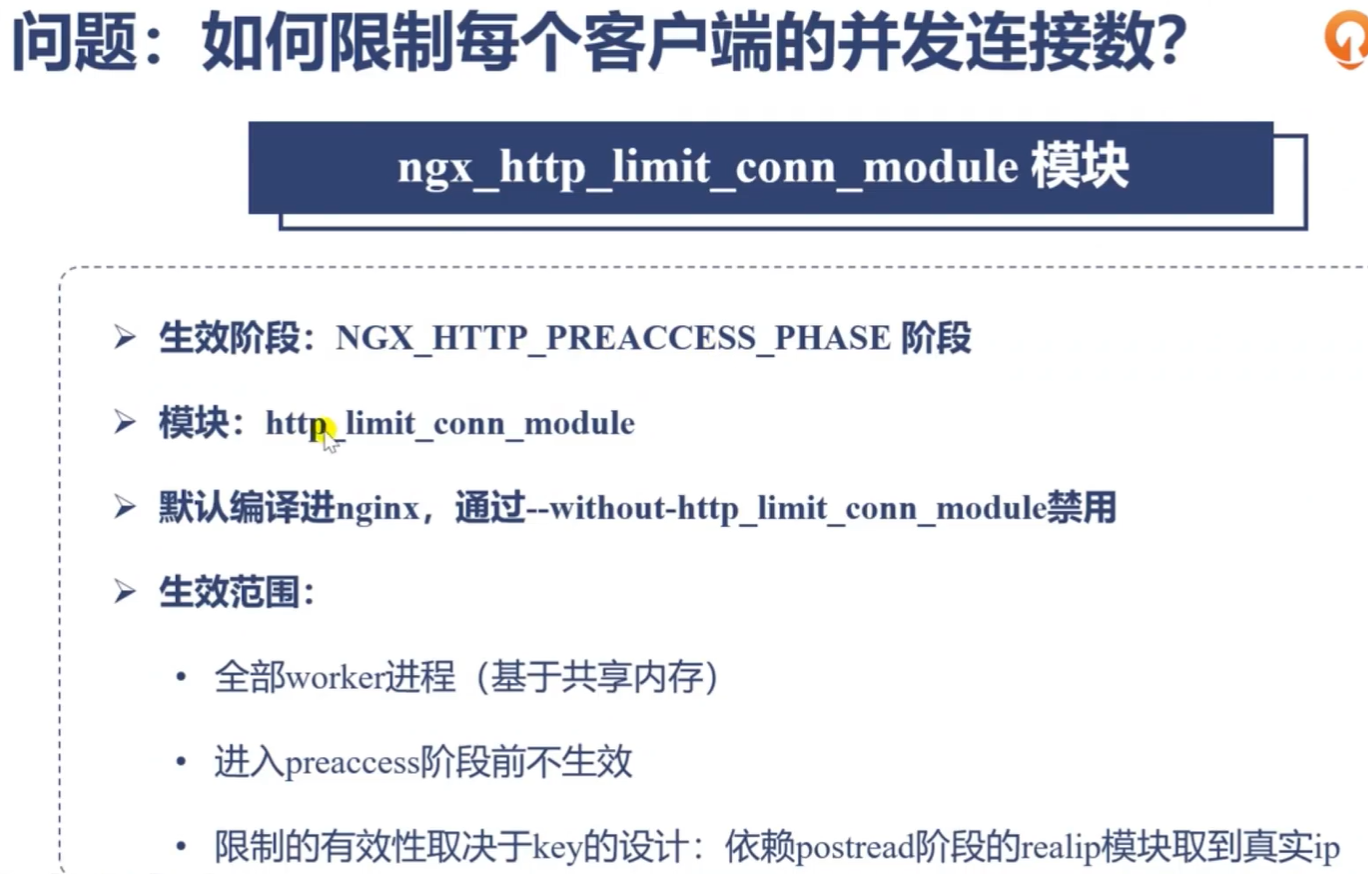 问题：如何限制每个客户端的并发连接数？
ngx_http_limit_conn_module 模块
生效阶段：NGX_HTTP_PREACCESS_PHASE 阶段
模块：http_limit_conn_module
默认编译进nginx，通过--without-http_limit_conn_module禁用
生效范围：
全部worker进程（基于共享内存）
进入preaccess阶段前不生效
限制的有效性取决于key的设计：依赖postread阶段的realip模块取到真实ip